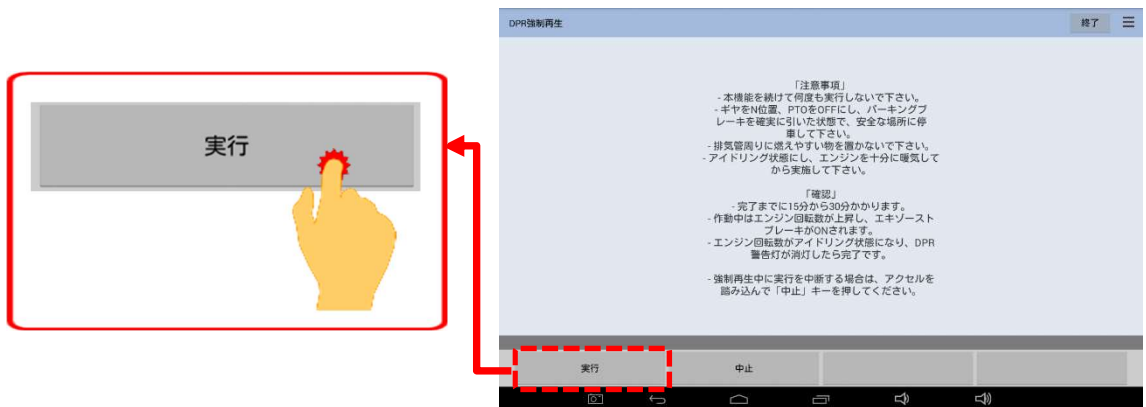 実行
DPR強制再生
終了
「注意事項」
- 本機能を続けて何度も実行しないで下さい。
- ギヤをN位置、PTOをOFFにし、パーキングブ
レーキを確実に引いた状態で、安全な場所に停
車して下さい。
- 排気管周りに燃えやすい物を置かないで下さい。
- アイドリング状態にし、エンジンを十分に暖気して
から実施して下さい。
「確認」
- 完了までに15分から30分かかります。
- 作動中はエンジン回転数が上昇し、エキゾースト
ブレーキがONされます。
- エンジン回転数がアイドリング状態になり、DPR
警告灯が消灯したら完了です。
- 強制再生中に実行を中断する場合は、アクセルを
踏み込んで「中止」キーを押してください。
実行
中止